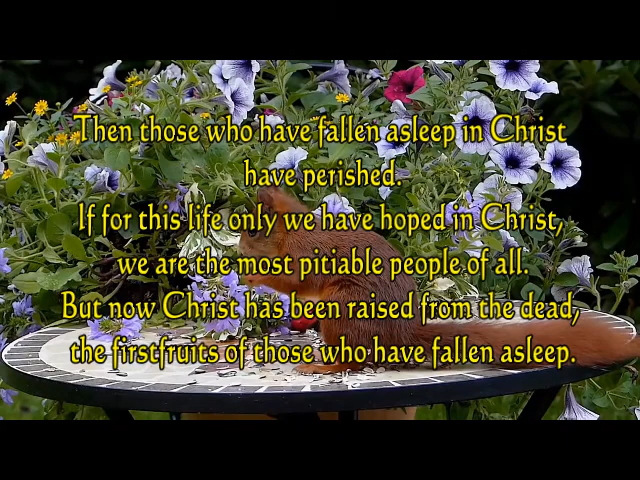 Then those who have fallen asleep in Christ
have perished.
If for this life only we have hoped in Christ,
we are the most pitiable people of all.
But now Christ has been raised from the dead,
the firstfruits of those who have fallen asleep.